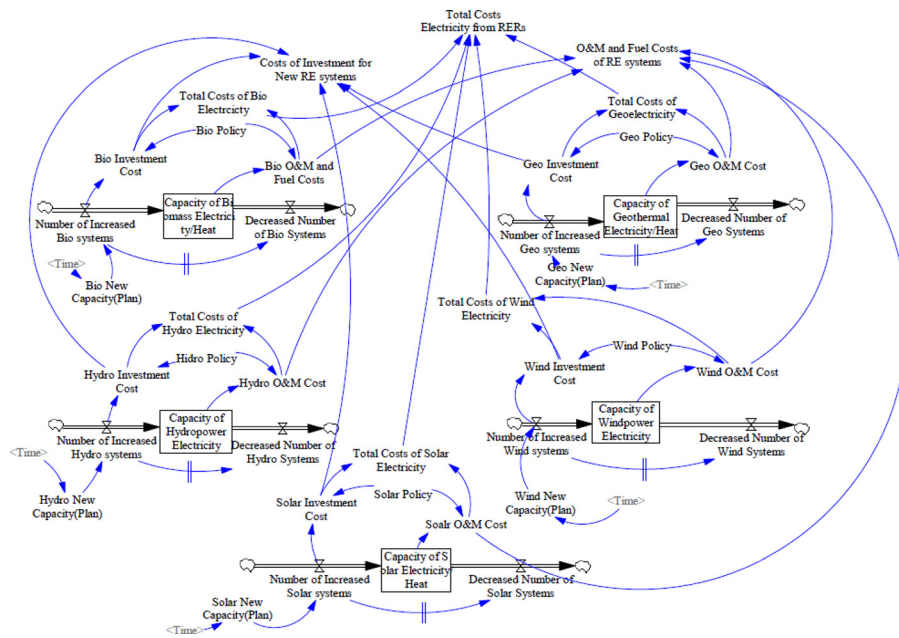 Total Costs
Electricity from RERs
Costs of Investment for
New RE systems
O&M and Fuel Costs
of RE systems
Total Costs of Bio
Electricty
Bio Policy
Bio Investment
Cost
Bio O&M and
Fuel Costs
Capacity of Bi
omass Electrici
ty/Heat
Number of Increased
Bio systems
Decreased Number
of Bio Systems
<Time>
Bio New
Capacity(Plan)
Total Costs of
Geoelectricity
Geo Policy
Geo Investment
Cost
Geo O&M Cost
Capacity of
Geothermal
Electricity/Heat
Number of Increased
Geo systems
Decreased Number of
Geo Systems
Geo New
Capacity(Plan)
<Time>
Total Costs of
Hydro Electricity
Hidro Policy
Hydro Investment
Cost
Hydro O&M Cost
Capacity of
Hydropower
Electricity
Number of Increased
Hydro systems
Decreased Number of
Hydro Systems
<Time>
Hydro New
Capacity(Plan)
Total Costs of Wind
Electricity
Wind Policy
Wind Investment
Cost
Wind O&M Cost
Capacity of
Windpower
Electricity
Number of Increased
Wind systems
Decreased Number of
Wind Systems
Wind New
Capacity(Plan)
<Time>
Total Costs of Solar
Electricity
Solar Policy
Solar Investment
Cost
Soalr O&M Cost
Capacity of S
olar Electricity/
Heat
Number of Increased
Solar systems
Decreased Number of
Solar Systems
Solar New
Capacity(Plan)
<Time>